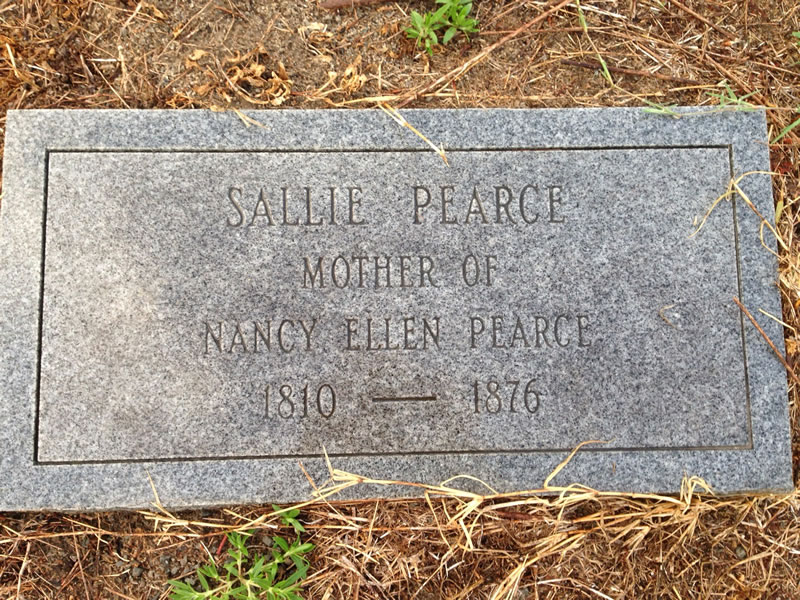 SALLIE PEARCE
MOTHER OF
NANCY ELLEN PEARCE
1810 — 1876